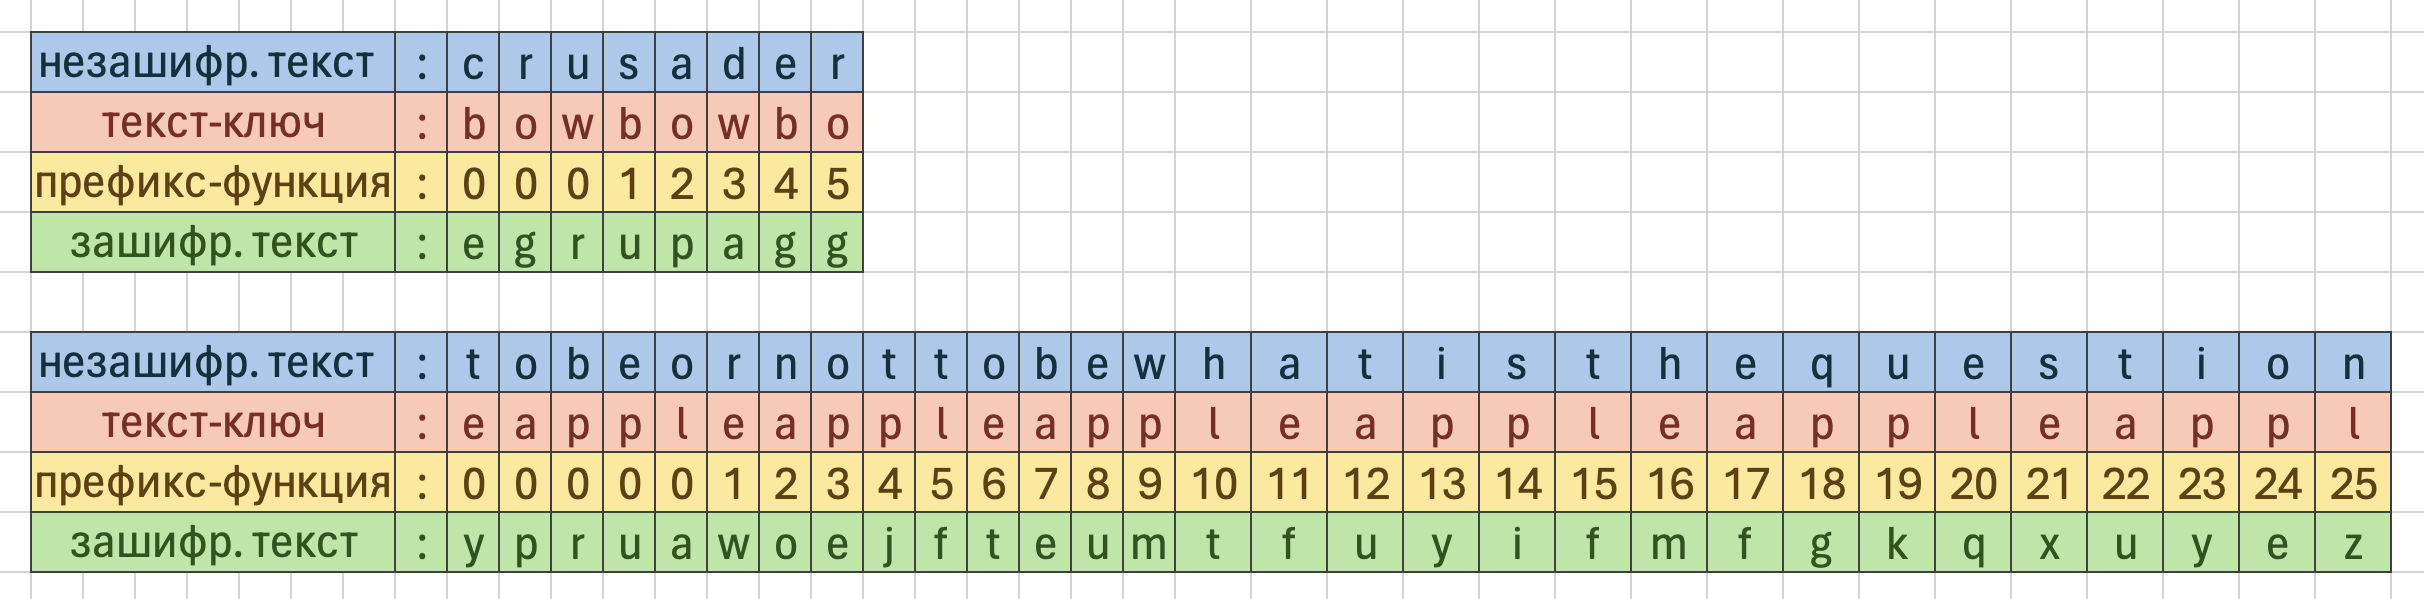 незашифр. текст : c r u s a d e r
текст-ключ : b o w b o w b o
префикс-функция : 0 0 0 1 2 3 4 5
зашифр. текст : e g r u p a g g
незашифр. текст : t o b e o r n o t t o b e w h a t i s t h e q u e s t i o n
текст-ключ : e a p p l e a p p l e a p p l e a p p l e a p p l e a p p l
префикс-функция : 0 0 0 0 0 1 2 3 4 5 6 7 8 9 10 11 12 13 14 15 16 17 18 19 20 21 22 23 24 25
зашифр. текст : y p r u a w o e j f t e u m t f u y i f m f g k q x u y e z